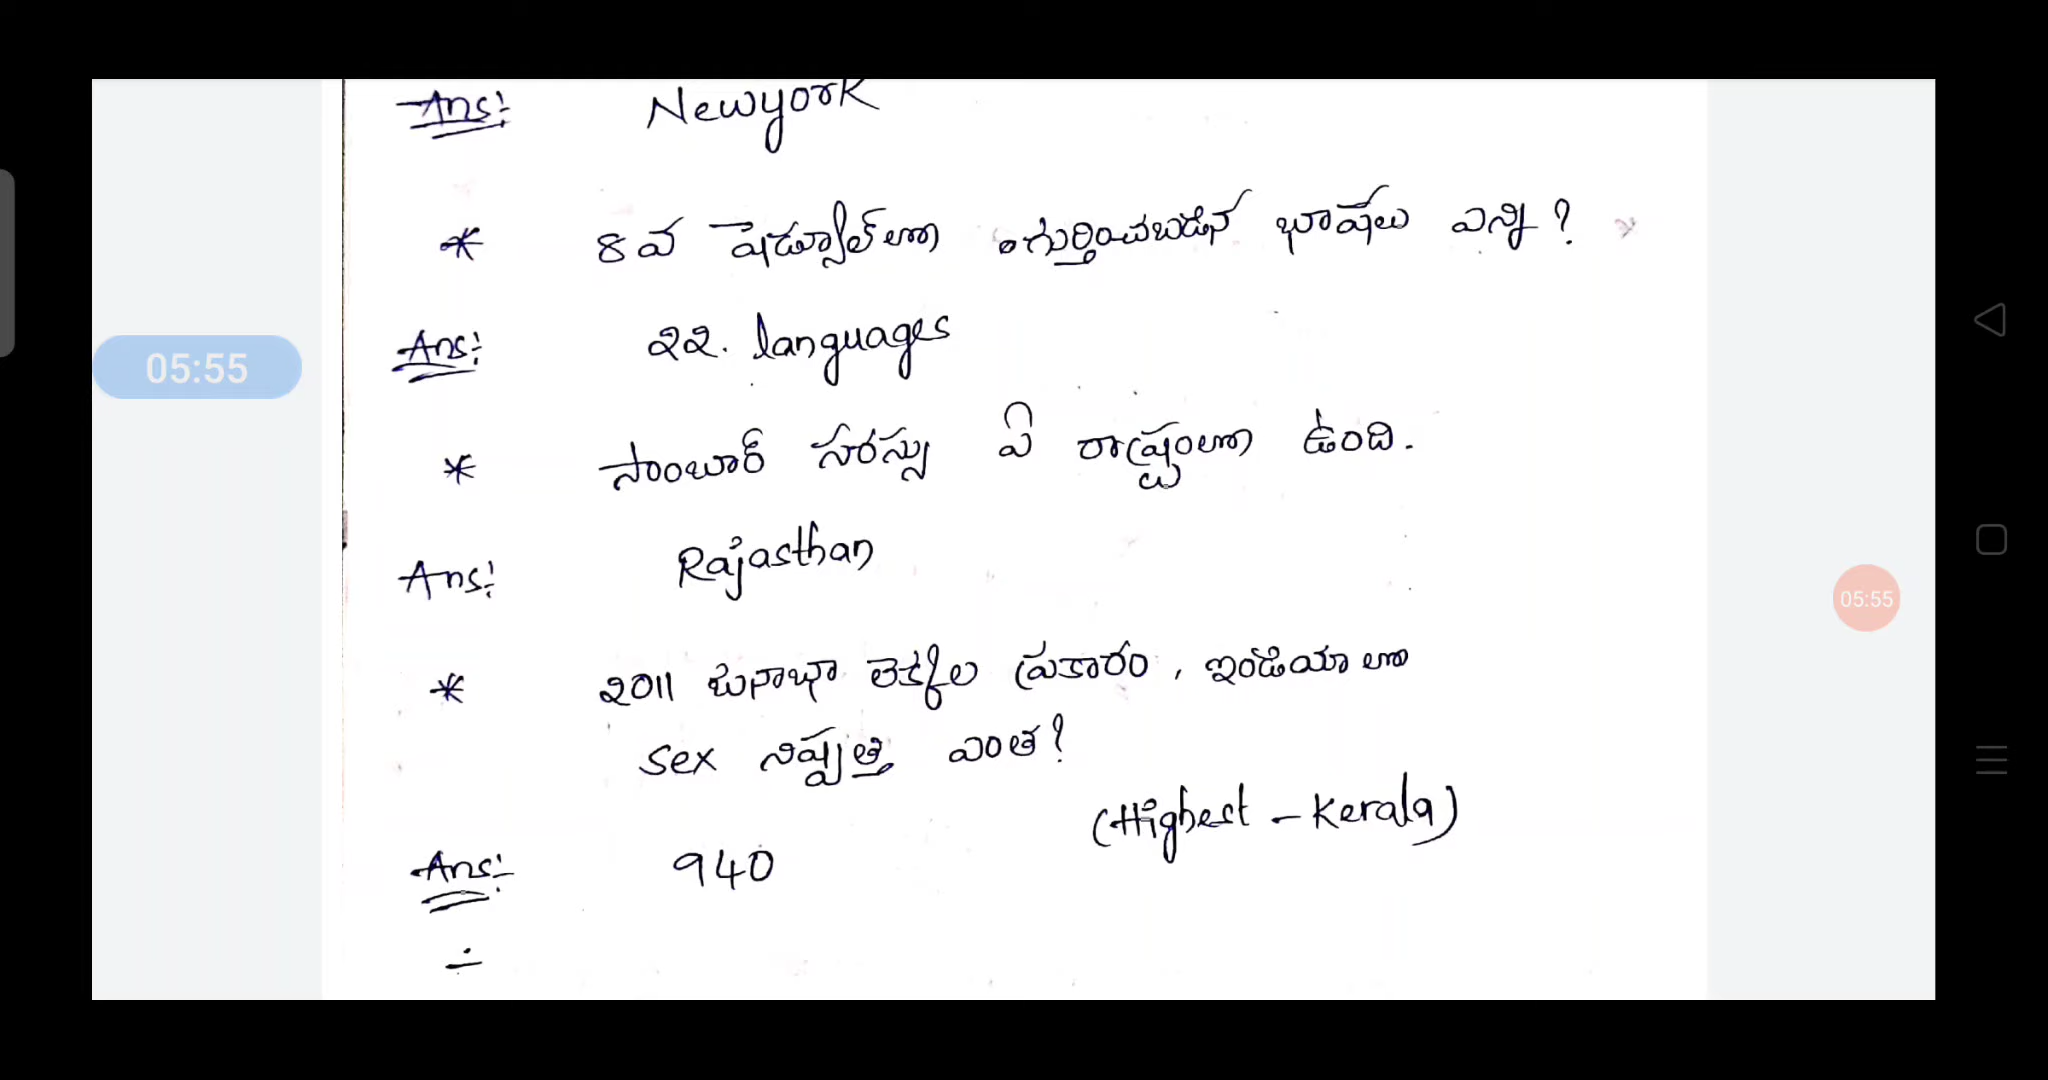 Ans:- Newyork
* 8వ షెడ్యూల్‌లో గుర్తించబడిన భాషలు ఎన్ని?
05:55
Ans:- 22. languages
* సాంబార్ సరస్సు ఏ రాష్ట్రంలో ఉంది.
Ans:- Rajasthan
05:55
* 2011 జనాభా లెక్కల ప్రకారం, ఇండియాలో
sex నిష్పత్తి ఎంత?
(Highest - Kerala)
Ans:- 940